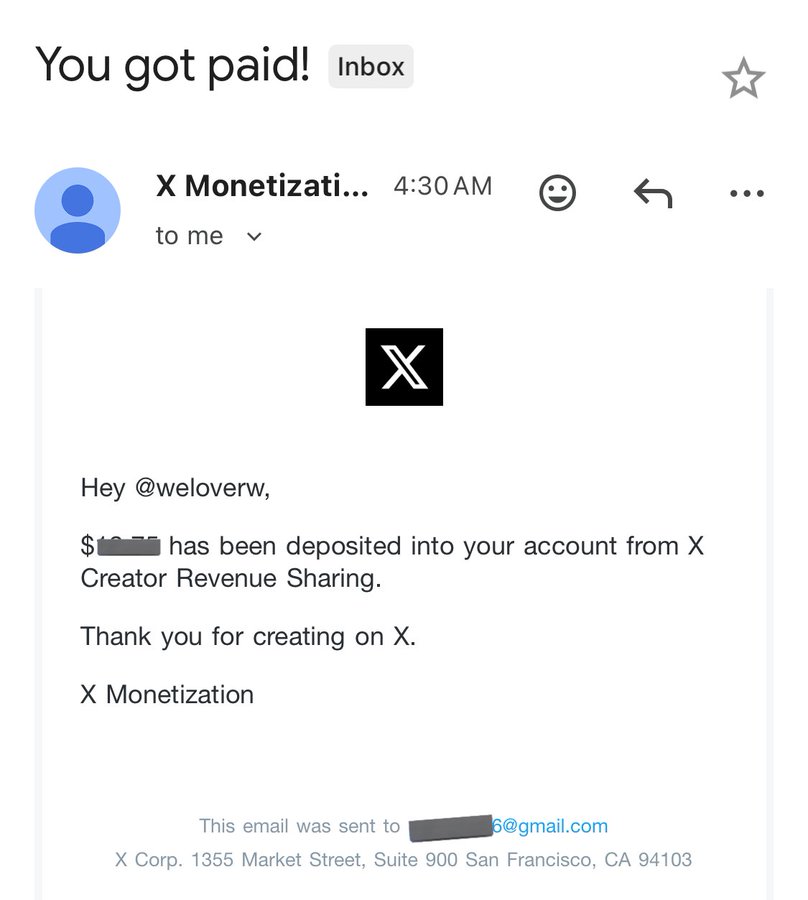 You got paid! Inbox
X Monetizati... 4:30 AM
to me
X
Hey @weloverw,
$ has been deposited into your account from X
Creator Revenue Sharing.
Thank you for creating on X.
X Monetization
This email was sent to 6@gmail.com
X Corp. 1355 Market Street, Suite 900 San Francisco, CA 94103